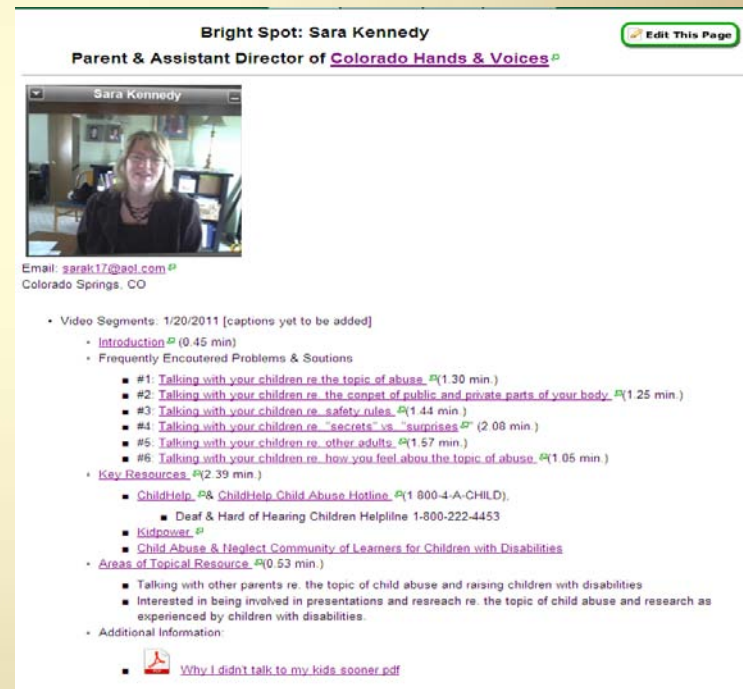 Bright Spot: Sara Kennedy
Edit This Page
Parent & Assistant Director of Colorado Hands & Voices
Sara Kennedy
Email: sarak17@aol.com
Colorado Springs, CO
• Video Segments: 1/20/2011 [captions yet to be added]
◦ Introduction (0.45 min)
◦ Frequently Encoutered Problems & Soutions
▪ #1: Talking with your children re the topic of abuse (1.30 min.)
▪ #2: Talking with your children re. the conpet of public and private parts of your body (1.25 min.)
▪ #3: Talking with your children re. safety rules (1.44 min.)
▪ #4: Talking with your children re. "secrets" vs. "surprises" (2.08 min.)
▪ #5: Talking with your children re. other adults (1.57 min.)
▪ #6: Talking with your children re. how you feel abou the topic of abuse (1.05 min.)
◦ Key Resources (2.39 min.)
▪ ChildHelp & ChildHelp Child Abuse Hotline (1 800-4-A-CHILD),
▪ Deaf & Hard of Hearing Children Helplilne 1-800-222-4453
▪ Kidpower
▪ Child Abuse & Neglect Community of Learners for Children with Disabilities
◦ Areas of Topical Resource (0.53 min.)
▪ Talking with other parents re. the topic of child abuse and raising children with disabilities
▪ Interested in being involved in presentations and resreach re. the topic of child abuse and research as
experienced by children with disabilities.
◦ Additional Information:
▪ Why I didn't talk to my kids sooner pdf